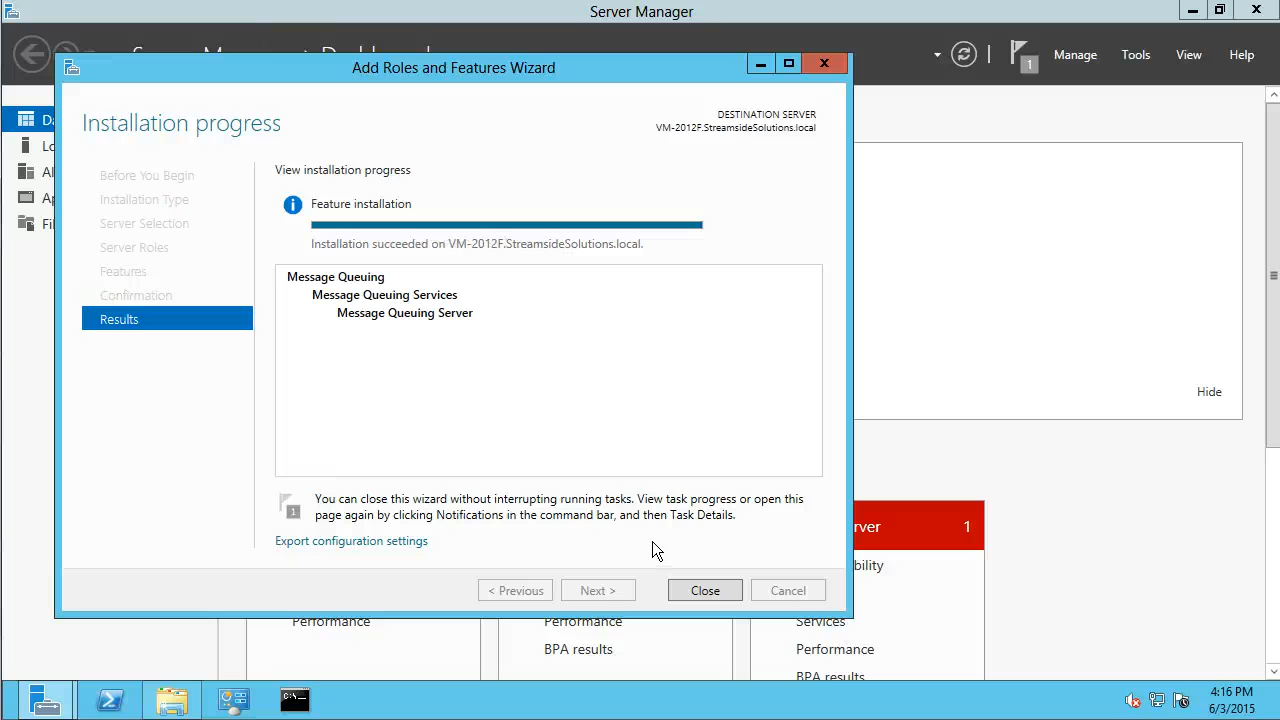 Server Manager
1
Manage
Tools
View
Help
Add Roles and Features Wizard
Installation progress
DESTINATION SERVER
VM-2012F.StreamsideSolutions.local
Before You Begin
Installation Type
Server Selection
Server Roles
Features
Confirmation
Results
View installation progress
Feature installation
Installation succeeded on VM-2012F.StreamsideSolutions.local.
Message Queuing
Message Queuing Services
Message Queuing Server
You can close this wizard without interrupting running tasks. View task progress or open this
page again by clicking Notifications in the command bar, and then Task Details.
1
Export configuration settings
< Previous
Next >
Close
Cancel
Hide
rver 1
bility
Services
Performance
BPA results
Performance
BPA results
Performance
4:16 PM
6/3/2015